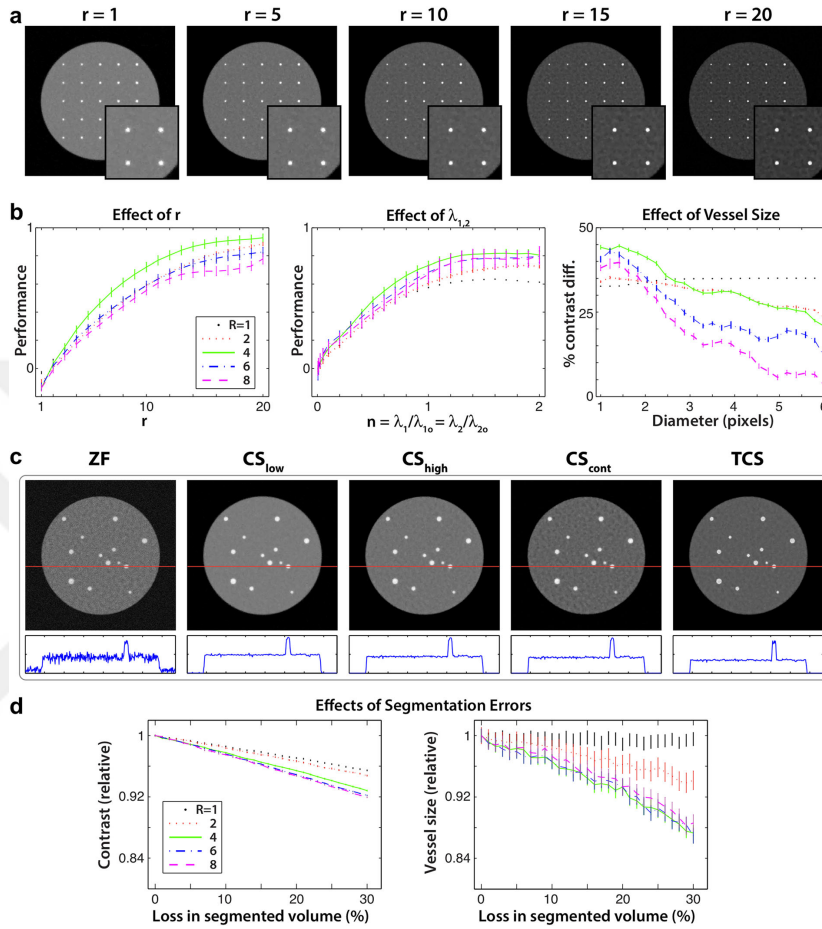 a
r = 1 r = 5 r = 10 r = 15 r = 20
b
Effect of r
Performance
1
0
1 10 20
r
R=1
2
4
6
8
Effect of λ1,2
Performance
1
0
0 1 2
n = λ1/λ1o= λ2/λ2o
Effect of Vessel Size
% contrast diff.
50
25
0
1 2 3 4 5 6
Diameter (pixels)
c
ZF CSlow CShigh CScont TCS
d
Effects of Segmentation Errors
Contrast (relative)
1
0.92
0.84
R=1
2
4
6
8
0 10 20 30
Loss in segmented volume (%)
Vessel size (relative)
1
0.92
0.84
0 10 20 30
Loss in segmented volume (%)